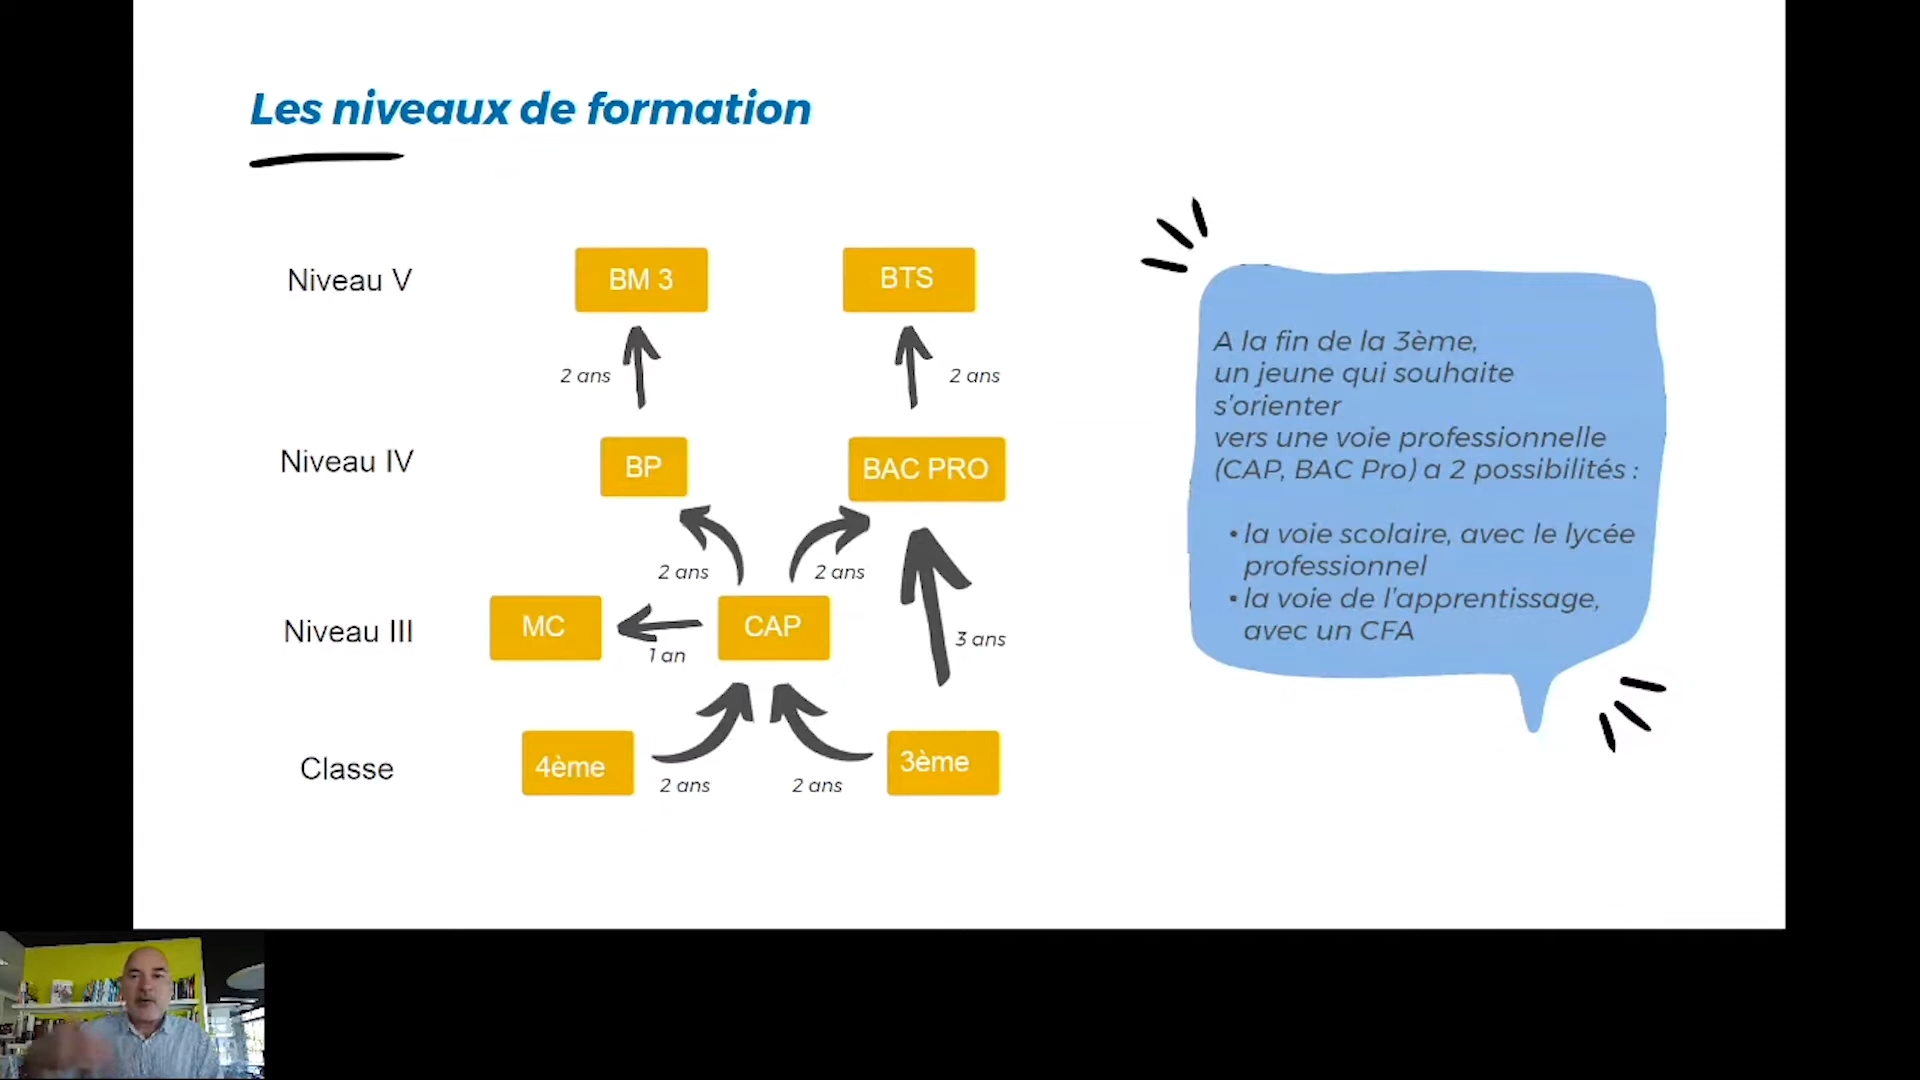 Les niveaux de formation
Niveau V
BM 3
BTS
2 ans
2 ans
Niveau IV
BP
BAC PRO
2 ans
2 ans
Niveau III
MC
CAP
1 an
3 ans
Classe
4ème
3ème
2 ans
2 ans
A la fin de la 3ème,
un jeune qui souhaite
s'orienter
vers une voie professionnelle
(CAP, BAC Pro) a 2 possibilités :
• la voie scolaire, avec le lycée
professionnel
• la voie de l'apprentissage,
avec un CFA